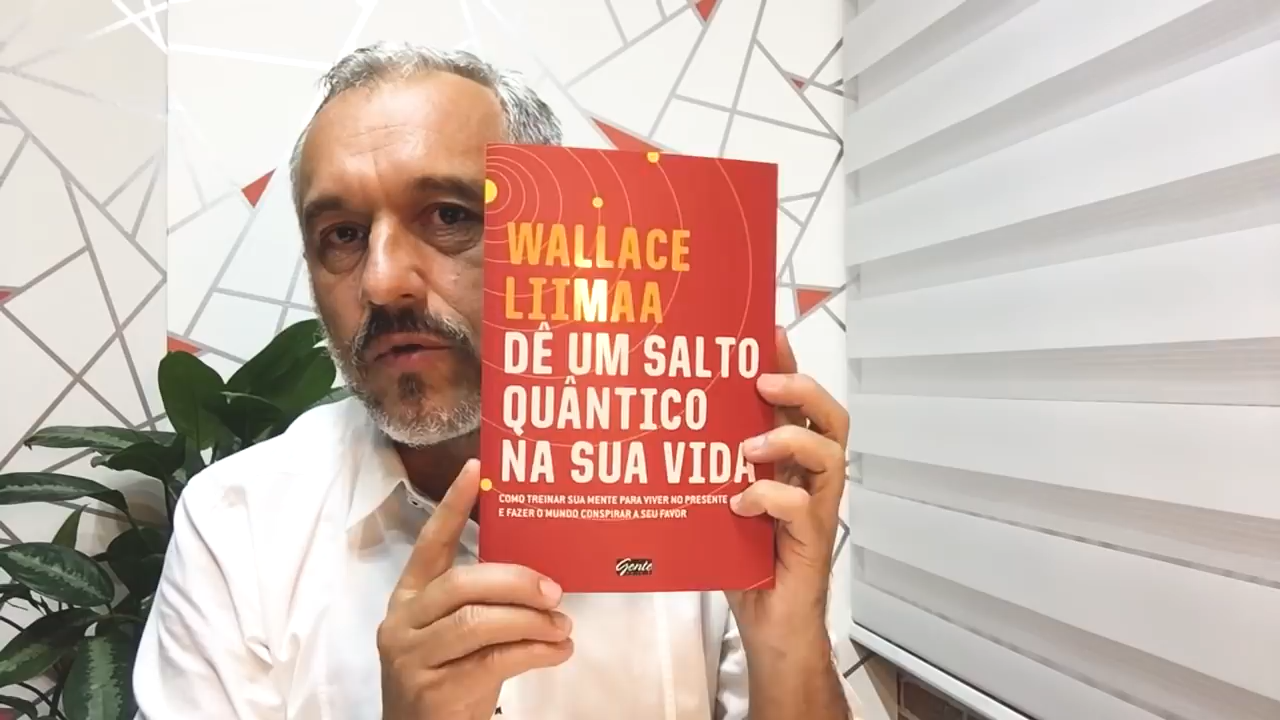 WALLACE
LIIMAA
DÊ UM SALTO
QUÂNTICO
NA SUA VIDA
COMO TREINAR SUA MENTE PARA VIVER NO PRESENTE
E FAZER O MUNDO CONSPIRAR A SEU FAVOR
Gente